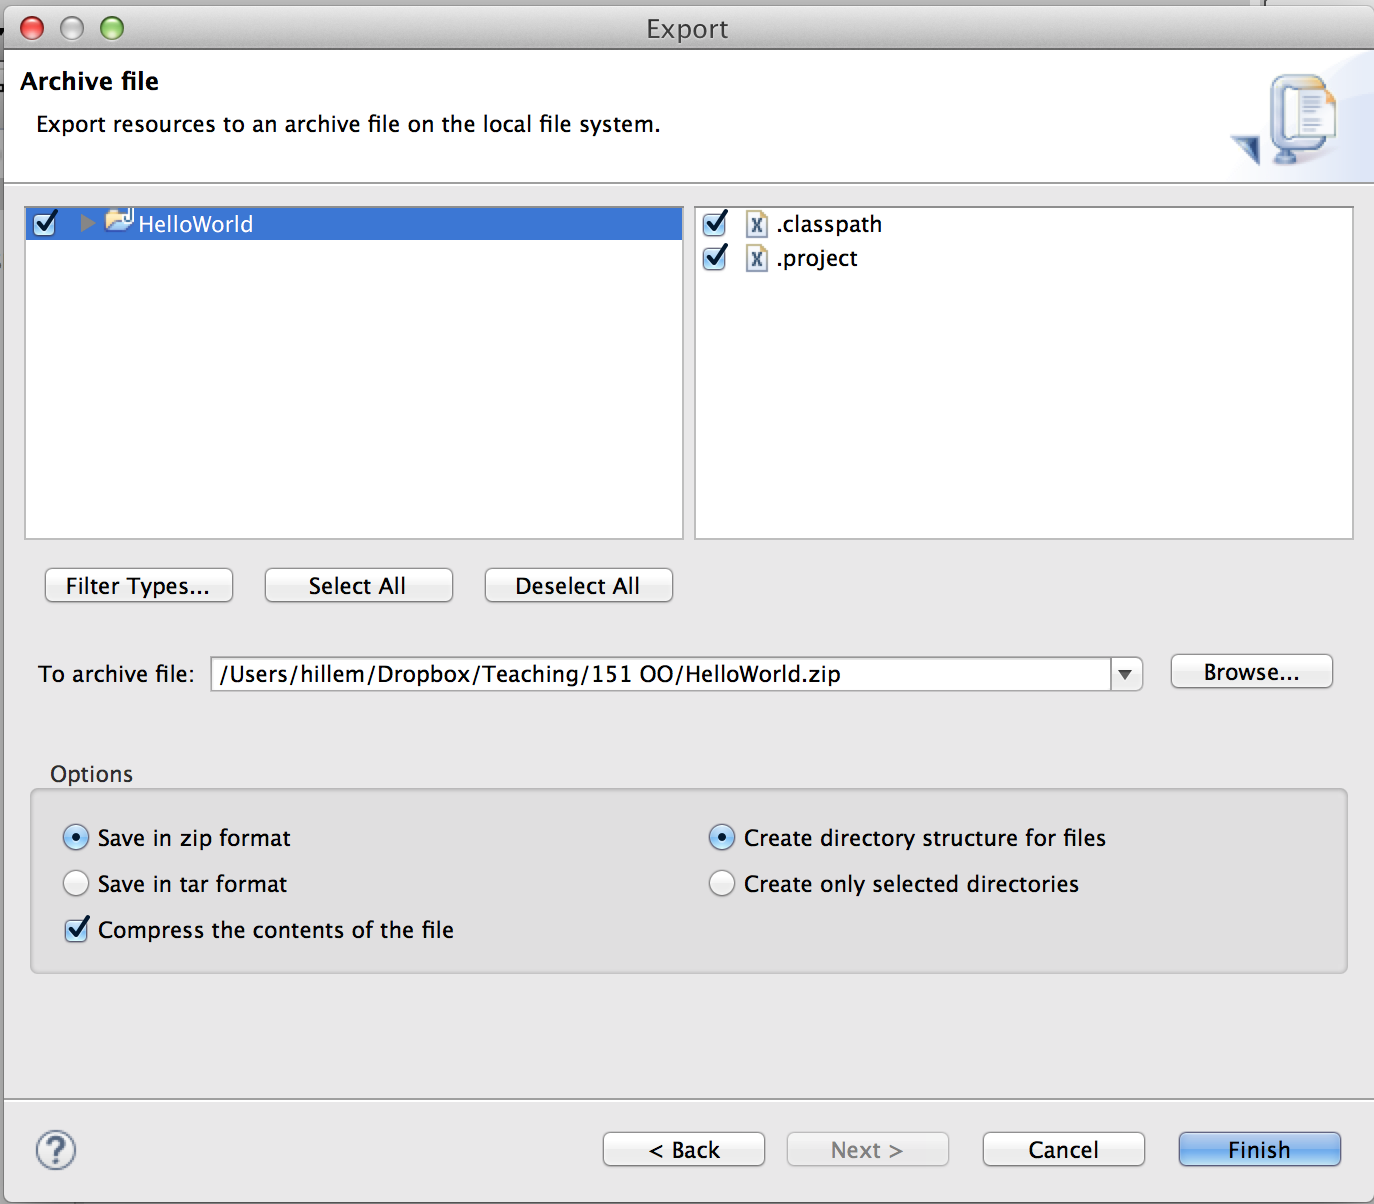 Export
Archive file
Export resources to an archive file on the local file system.
HelloWorld
.classpath
.project
Filter Types...
Select All
Deselect All
To archive file:
/Users/hillem/Dropbox/Teaching/151 OO/HelloWorld.zip
Browse...
Options
Save in zip format
Create directory structure for files
Save in tar format
Create only selected directories
Compress the contents of the file
?
< Back
Next >
Cancel
Finish